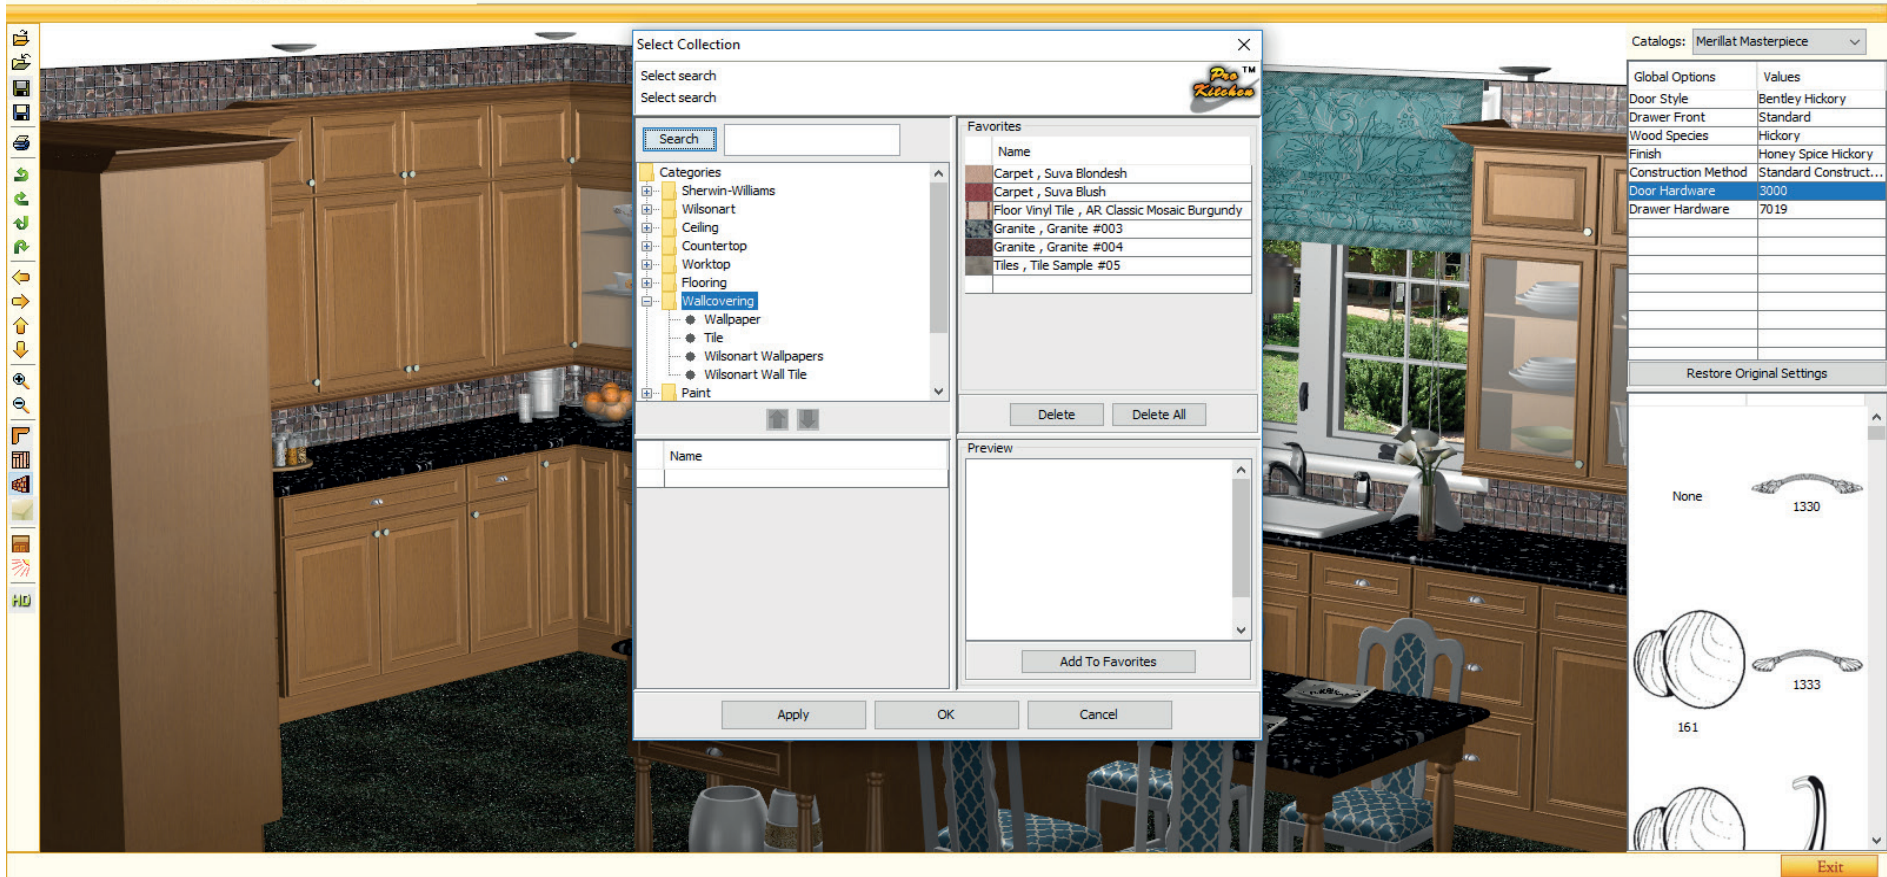 Select Collection
Select search
Select search
Pro Kitchen ™
Search
Categories
Sherwin-Williams
Wilsonart
Ceiling
Countertop
Worktop
Flooring
Wallcovering
Wallpaper
Tile
Wilsonart Wallpapers
Wilsonart Wall Tile
Paint
Name
Favorites
Name
Carpet , Suva Blondesh
Carpet , Suva Blush
Floor Vinyl Tile , AR Classic Mosaic Burgundy
Granite , Granite #003
Granite , Granite #004
Tiles , Tile Sample #05
Delete Delete All
Preview
Add To Favorites
Apply OK Cancel
Catalogs: Merillat Masterpiece
Global Options Values
Door Style Bentley Hickory
Drawer Front Standard
Wood Species Hickory
Finish Honey Spice Hickory
Construction Method Standard Construct...
Door Hardware 3000
Drawer Hardware 7019
Restore Original Settings
None
1330
161
1333
HD
Exit